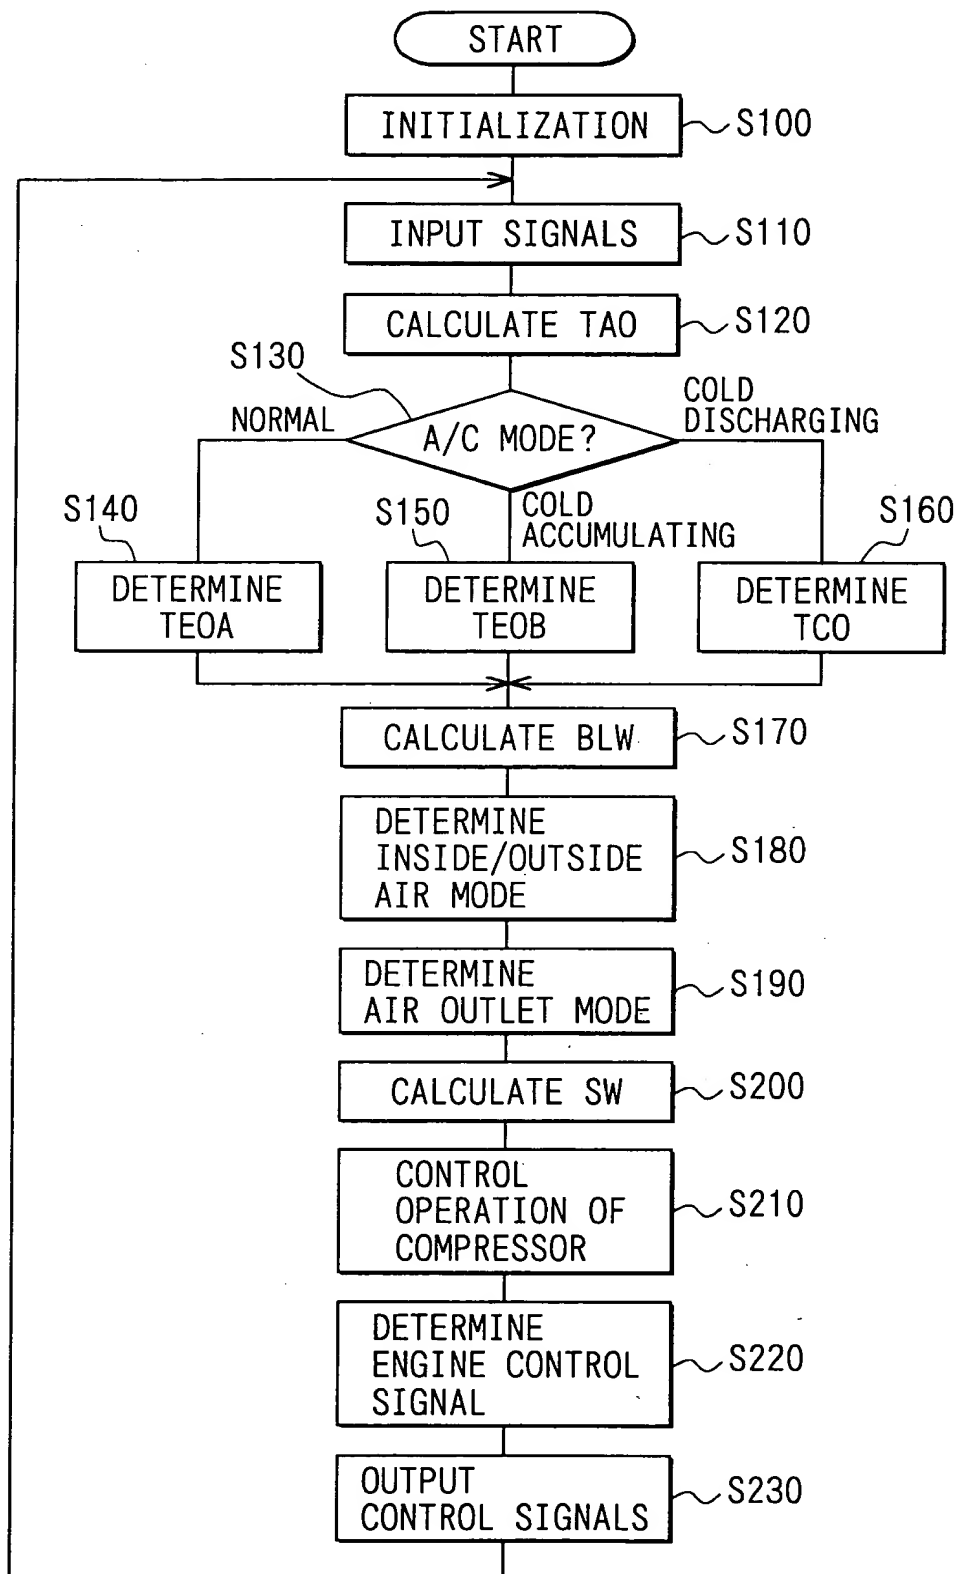 START
INITIALIZATION
S100
INPUT SIGNALS
S110
CALCULATE TAO
S120
S130
A/C MODE?
NORMAL
COLD
DISCHARGING
COLD
ACCUMULATING
S140
DETERMINE
TEOA
S150
DETERMINE
TEOB
S160
DETERMINE
TCO
CALCULATE BLW
S170
DETERMINE
INSIDE/OUTSIDE
AIR MODE
S180
DETERMINE
AIR OUTLET MODE
S190
CALCULATE SW
S200
CONTROL
OPERATION OF
COMPRESSOR
S210
DETERMINE
ENGINE CONTROL
SIGNAL
S220
OUTPUT
CONTROL SIGNALS
S230